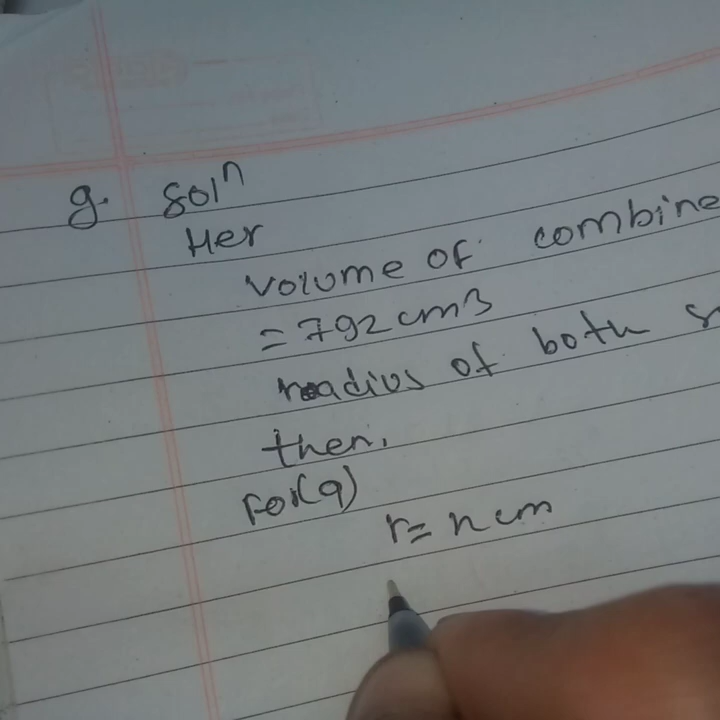 g. Solⁿ
Her
volume of combine
= 792 cm3
radius of both
then,
For(9)
r = n cm